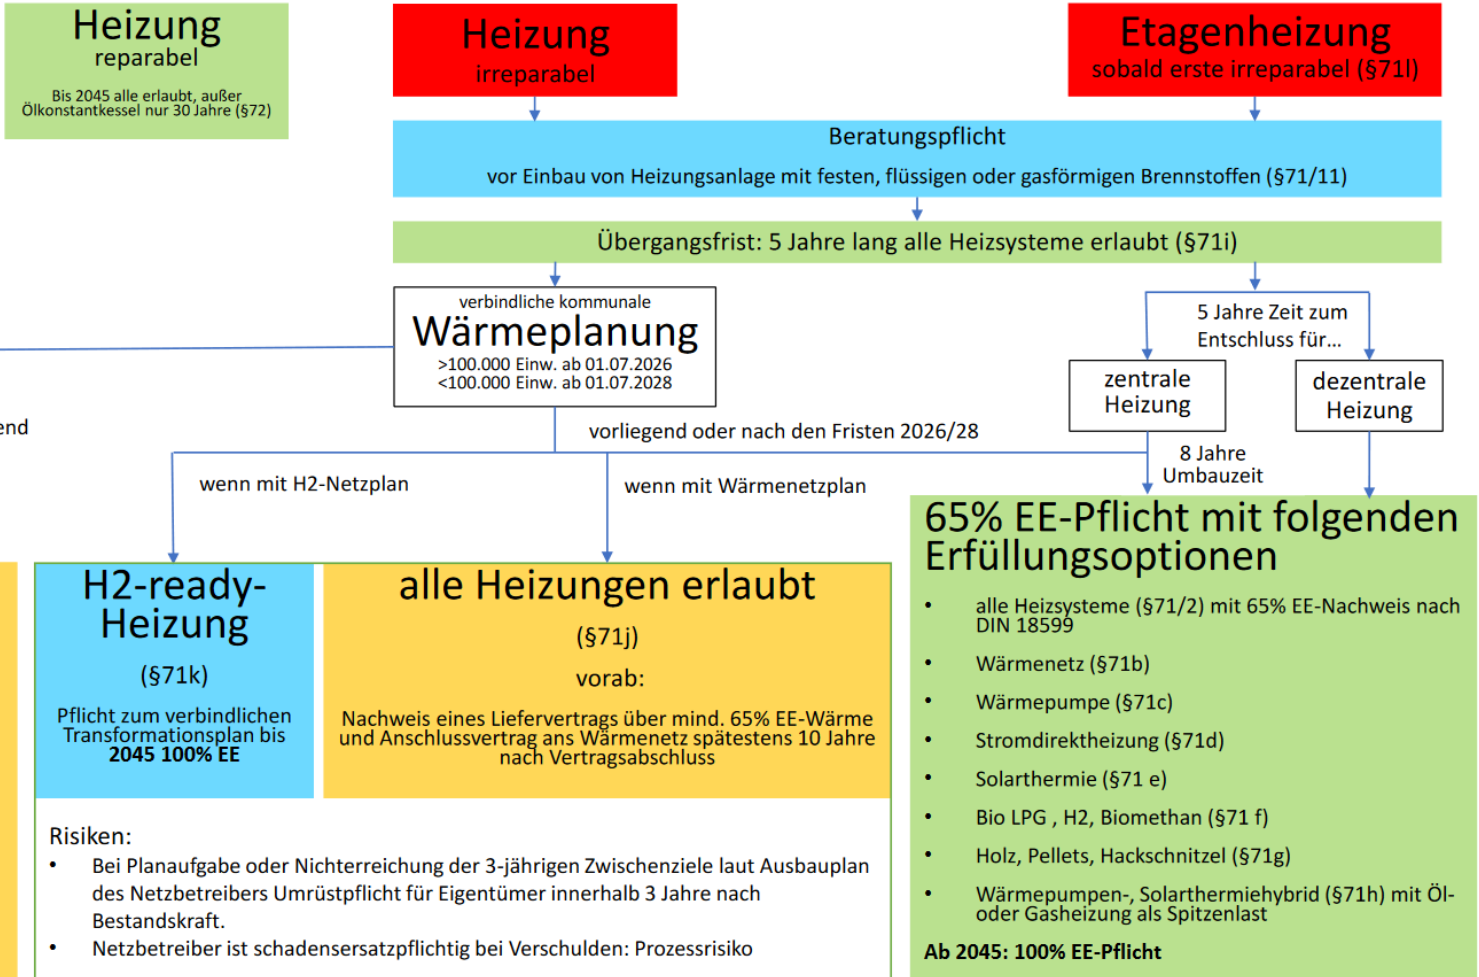 Heizung
reparabel
Bis 2045 alle erlaubt, außer
Ölkonstantkessel nur 30 Jahre (§72)
Heizung
irreparabel
Etagenheizung
sobald erste irreparabel (§71l)
Beratungspflicht
vor Einbau von Heizungsanlage mit festen, flüssigen oder gasförmigen Brennstoffen (§71/11)
Übergangsfrist: 5 Jahre lang alle Heizsysteme erlaubt (§71i)
verbindliche kommunale
Wärmeplanung
>100.000 Einw. ab 01.07.2026
<100.000 Einw. ab 01.07.2028
5 Jahre Zeit zum
Entschluss für...
zentrale
Heizung
dezentrale
Heizung
end
vorliegend oder nach den Fristen 2026/28
8 Jahre
Umbauzeit
wenn mit H2-Netzplan
wenn mit Wärmenetzplan
H2-ready-
Heizung
(§71k)
Pflicht zum verbindlichen
Transformationsplan bis
2045 100% EE
alle Heizungen erlaubt
(§71j)
vorab:
Nachweis eines Liefervertrags über mind. 65% EE-Wärme
und Anschlussvertrag ans Wärmenetz spätestens 10 Jahre
nach Vertragsabschluss
Risiken:
• Bei Planaufgabe oder Nichterreichung der 3-jährigen Zwischenziele laut Ausbauplan
des Netzbetreibers Umrüstpflicht für Eigentümer innerhalb 3 Jahre nach
Bestandskraft.
• Netzbetreiber ist schadensersatzpflichtig bei Verschulden: Prozessrisiko
65% EE-Pflicht mit folgenden
Erfüllungsoptionen
• alle Heizsysteme (§71/2) mit 65% EE-Nachweis nach
DIN 18599
• Wärmenetz (§71b)
• Wärmepumpe (§71c)
• Stromdirektheizung (§71d)
• Solarthermie (§71 e)
• Bio LPG , H2, Biomethan (§71 f)
• Holz, Pellets, Hackschnitzel (§71g)
• Wärmepumpen-, Solarthermiehybrid (§71h) mit Öl-
oder Gasheizung als Spitzenlast
Ab 2045: 100% EE-Pflicht